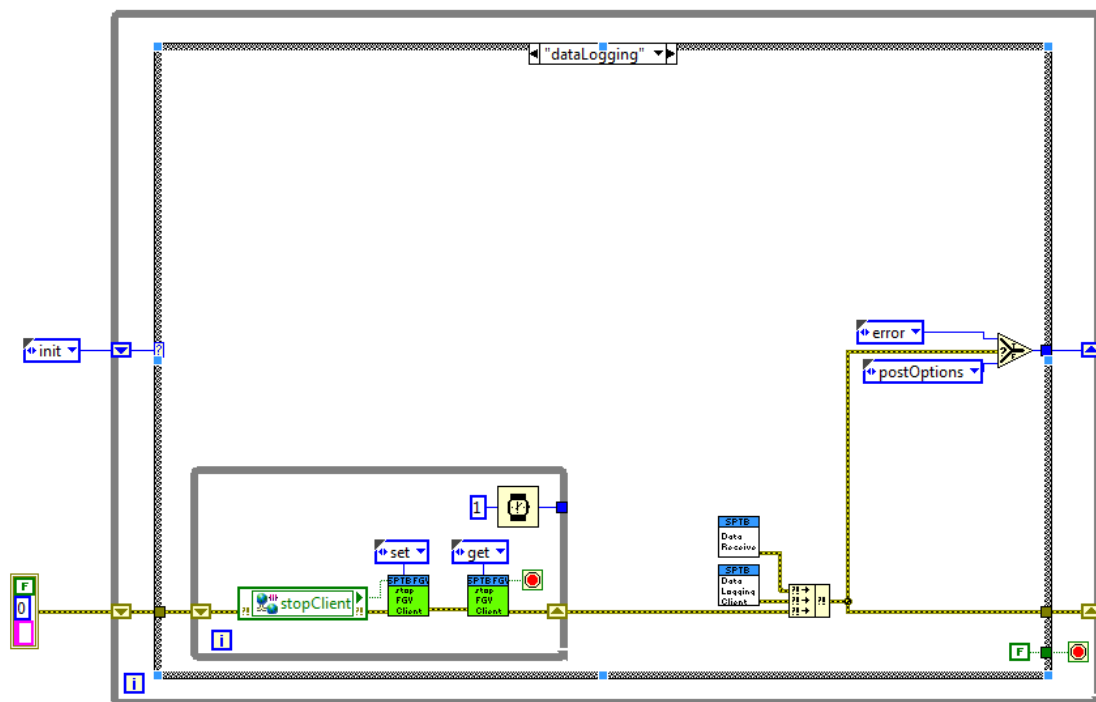 "dataLogging"
init
?
error
postOptions
?
T
F
1
set
get
SPTB
Data
Receive
SPTB FGV
stop
FGV
Client
SPTB FGV
stop
FGV
Client
SPTB
Data
Logging
Client
F
0
stopClient
i
F
i